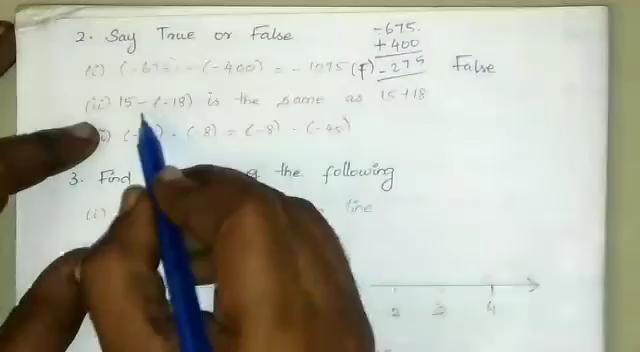 2. Say True or False
-675.
+400
-275
(i) (-675) - (-400) = -1075 (F) False
(ii) 15 - (-18) is the same as 15+18
(-8) = (-8) - (-45)
3. Find the following
(i) line
2 3 4